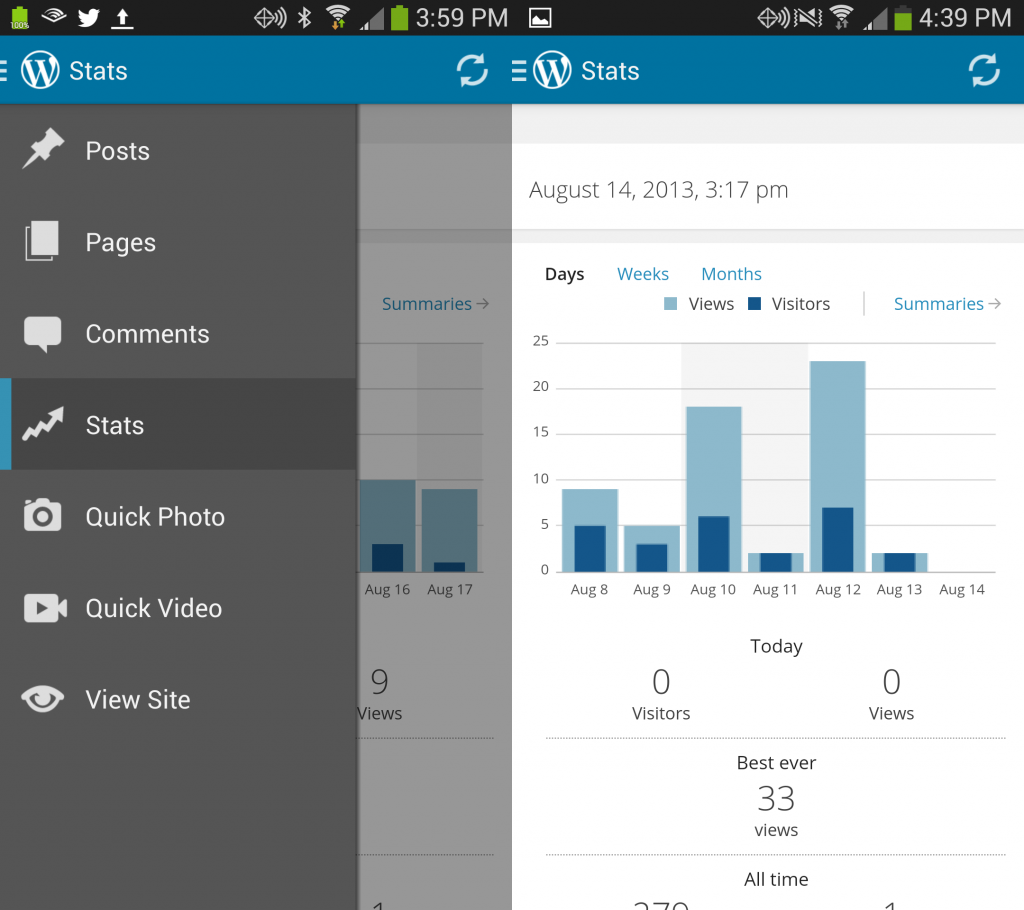 100%
3:59 PM
Stats
Posts
Pages
Comments
Stats
Quick Photo
Quick Video
View Site
Summaries
Aug 16 Aug 17
9
Views
4:39 PM
Stats
August 14, 2013, 3:17 pm
Days Weeks Months
Views Visitors Summaries
25
20
15
10
5
0
Aug 8 Aug 9 Aug 10 Aug 11 Aug 12 Aug 13 Aug 14
Today
0 0
Visitors Views
Best ever
33
views
All time